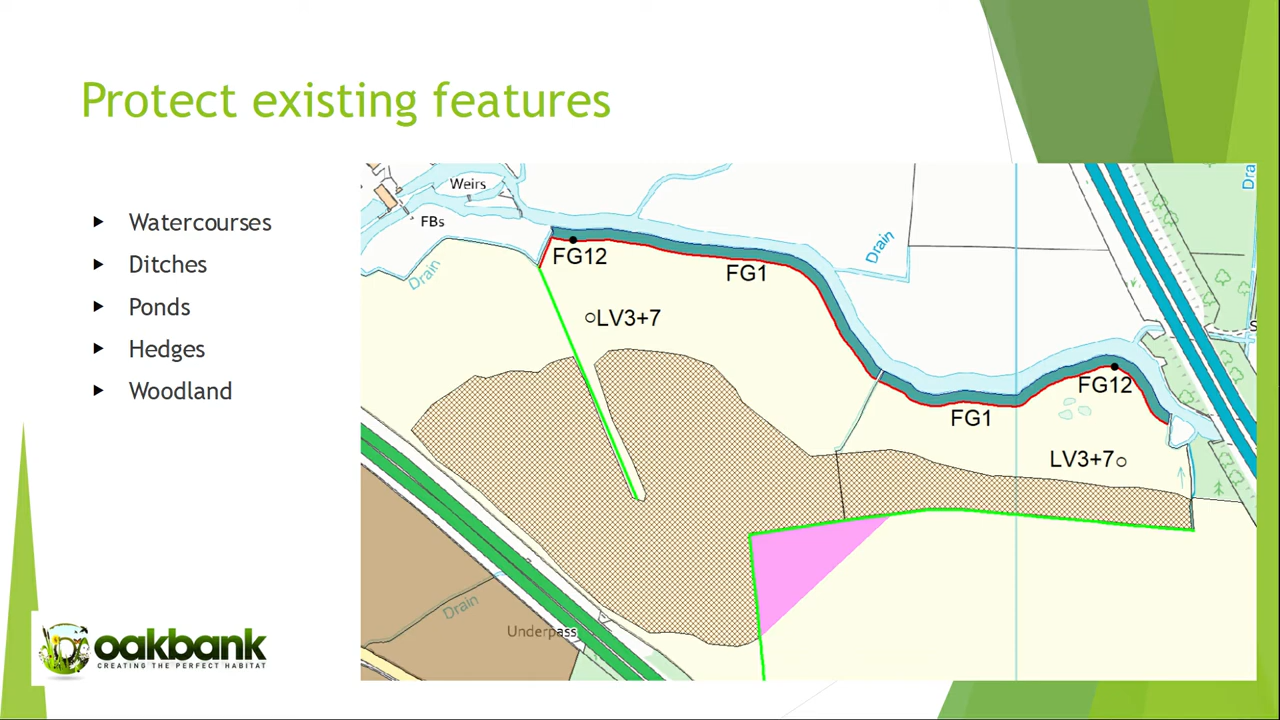 Protect existing features
Watercourses
Ditches
Ponds
Hedges
Woodland
Weirs
FBs
Drain
Drain
Drain
FG12
FG1
LV3+7
FG12
FG1
LV3+7
Drain
Underpass
S
oakbank
CREATING THE PERFECT HABITAT